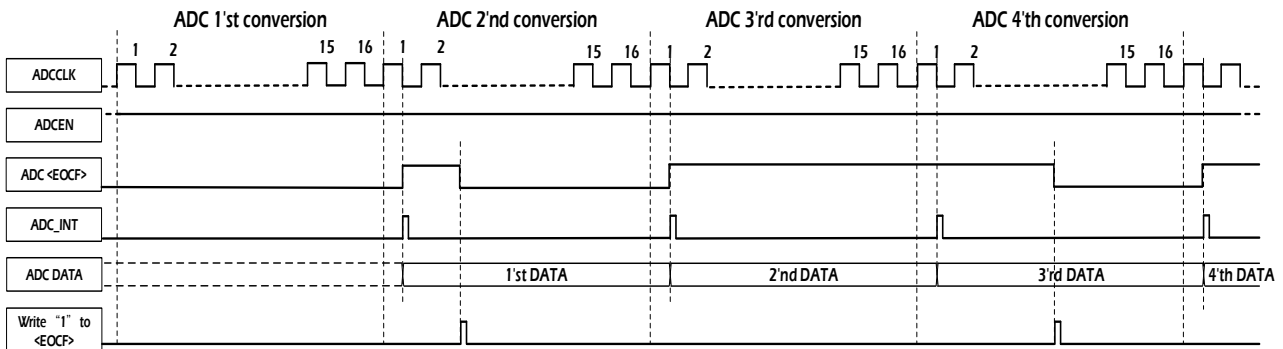 ADC 1'st conversion ADC 2'nd conversion ADC 3'rd conversion ADC 4'th conversion
1 2 15 16 1 2 15 16 1 2 15 16 1 2 15 16
ADCCLK
ADCEN
ADC <EOCF>
ADC_INT
ADC DATA 1'st DATA 2'nd DATA 3'rd DATA 4'th DATA
Write “1” to
<EOCF>